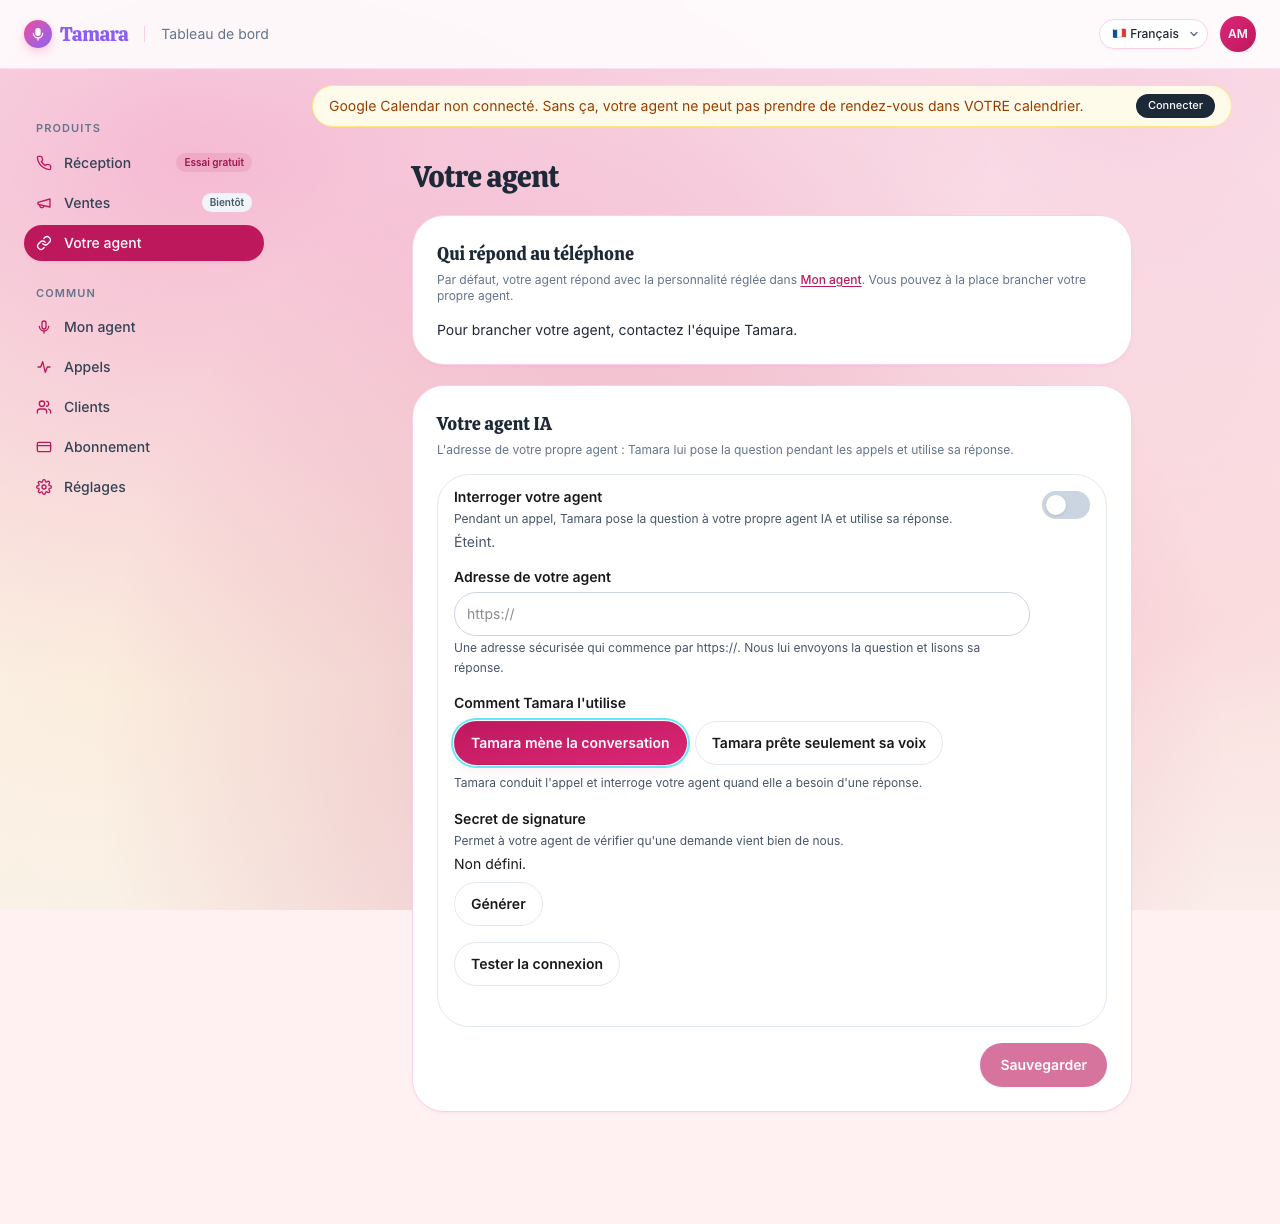 Tamara
Tableau de bord
Français
AM
Google Calendar non connecté. Sans ça, votre agent ne peut pas prendre de rendez-vous dans VOTRE calendrier.
Connecter
PRODUITS
Réception
Essai gratuit
Ventes
Bientôt
Votre agent
COMMUN
Mon agent
Appels
Clients
Abonnement
Réglages
Votre agent
Qui répond au téléphone
Par défaut, votre agent répond avec la personnalité réglée dans Mon agent. Vous pouvez à la place brancher votre
propre agent.
Pour brancher votre agent, contactez l'équipe Tamara.
Votre agent IA
L'adresse de votre propre agent : Tamara lui pose la question pendant les appels et utilise sa réponse.
Interroger votre agent
Pendant un appel, Tamara pose la question à votre propre agent IA et utilise sa réponse.
Éteint.
Adresse de votre agent
https://
Une adresse sécurisée qui commence par https://. Nous lui envoyons la question et lisons sa
réponse.
Comment Tamara l'utilise
Tamara mène la conversation
Tamara prête seulement sa voix
Tamara conduit l'appel et interroge votre agent quand elle a besoin d'une réponse.
Secret de signature
Permet à votre agent de vérifier qu'une demande vient bien de nous.
Non défini.
Générer
Tester la connexion
Sauvegarder